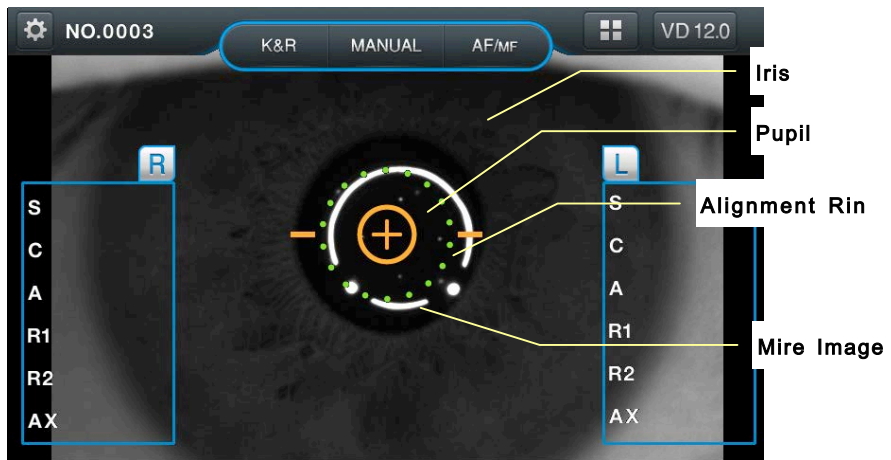 NO.0003
K&R MANUAL AF/MF
VD 12.0
Iris
Pupil
Alignment Rin
Mire Image
R
S
C
A
R1
R2
AX
L
S
C
A
R1
R2
AX